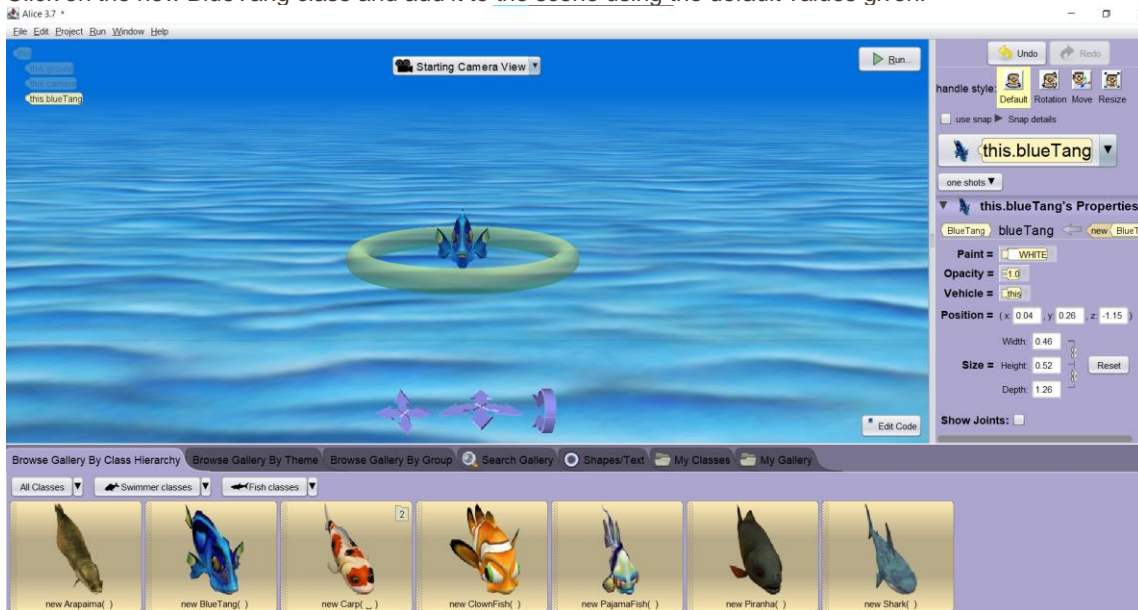 Click on the new BlueTang class and add it to the scene using the default values given.
Alice 3.7 *
File Edit Project Run Window Help
this
this.ground
this.camera
this.blueTang
Starting Camera View
Run...
Undo Redo
handle style:
Default Rotation Move Resize
use snap Snap details
this.blueTang
one shots
this.blueTang's Properties
BlueTang blueTang new BlueT
Paint = WHITE
Opacity = 1.0
Vehicle = this
Position = ( x: 0.04 , y: 0.26 , z: -1.15 )
Width: 0.46
Size = Height: 0.52 Reset
Depth: 1.26
Show Joints:
Edit Code
Browse Gallery By Class Hierarchy Browse Gallery By Theme Browse Gallery By Group Search Gallery Shapes/Text My Classes My Gallery
All Classes Swimmer classes Fish classes
2
new Arapaima( ) new BlueTang( ) new Carp( _ ) new ClownFish( ) new PajamaFish( ) new Piranha( ) new Shark( )